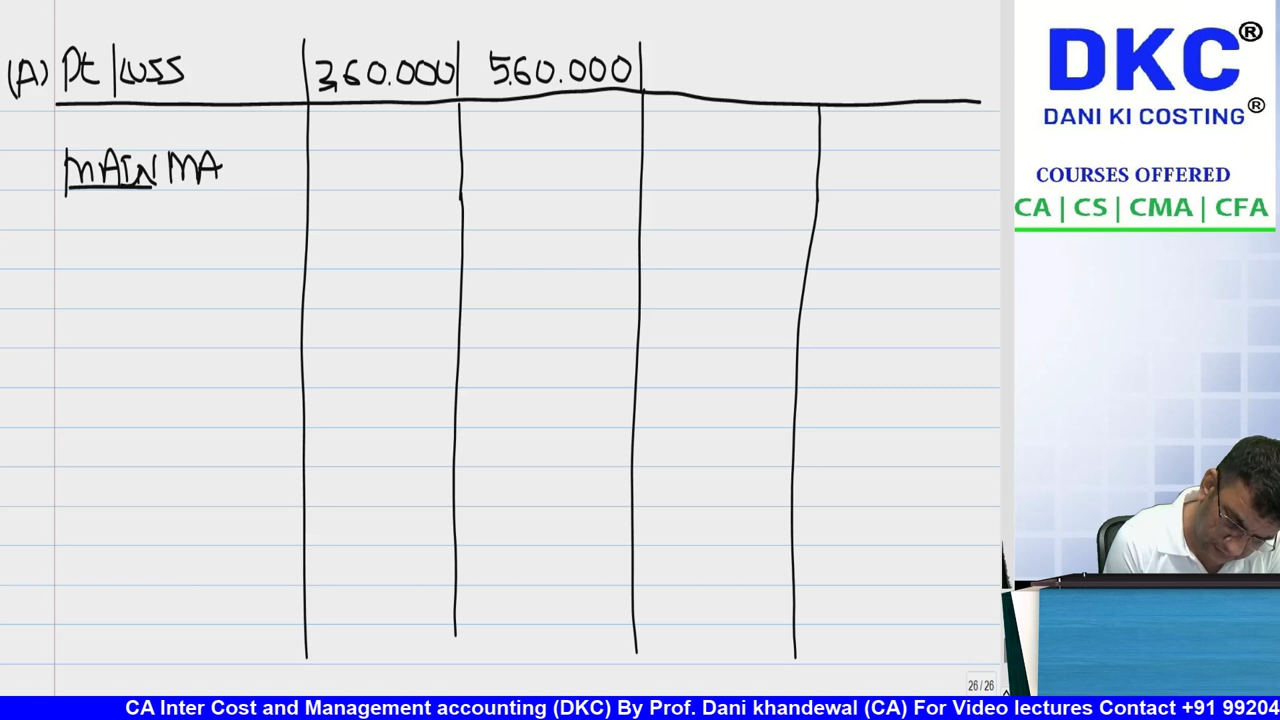 (A) Pt/Loss 3,60.000 5.60.000
MAIN MA
26/26
DKC®
DANI KI COSTING®
COURSES OFFERED
CA | CS | CMA | CFA
CA Inter Cost and Management accounting (DKC) By Prof. Dani khandewal (CA) For Video lectures Contact +91 99204